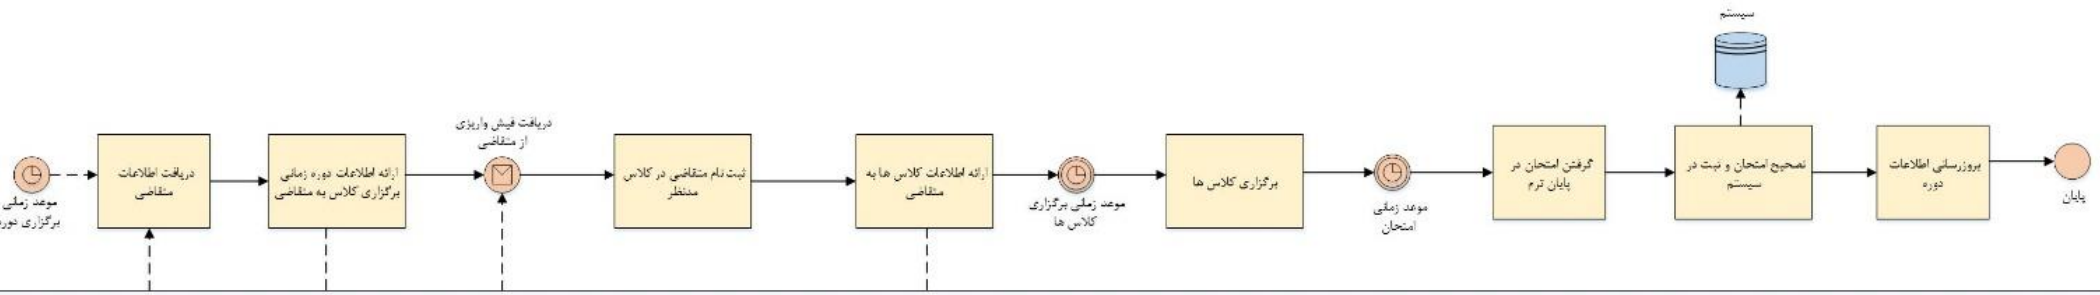 سیستم
دریافت فیش واریزی
از متقاضی
موعد زمانی
برگزاری دوره
دریافت اطلاعات
متقاضی
ارائه اطلاعات دوره زمانی
برگزاری کلاس به متقاضی
ثبت نام متقاضی در کلاس
مدنظر
ارائه اطلاعات کلاس ها به
متقاضی
موعد زمانی برگزاری
کلاس ها
برگزاری کلاس ها
موعد زمانی
امتحان
گرفتن امتحان در
پایان ترم
تصحیح امتحان و ثبت در
سیستم
بروزرسانی اطلاعات
دوره
پایان